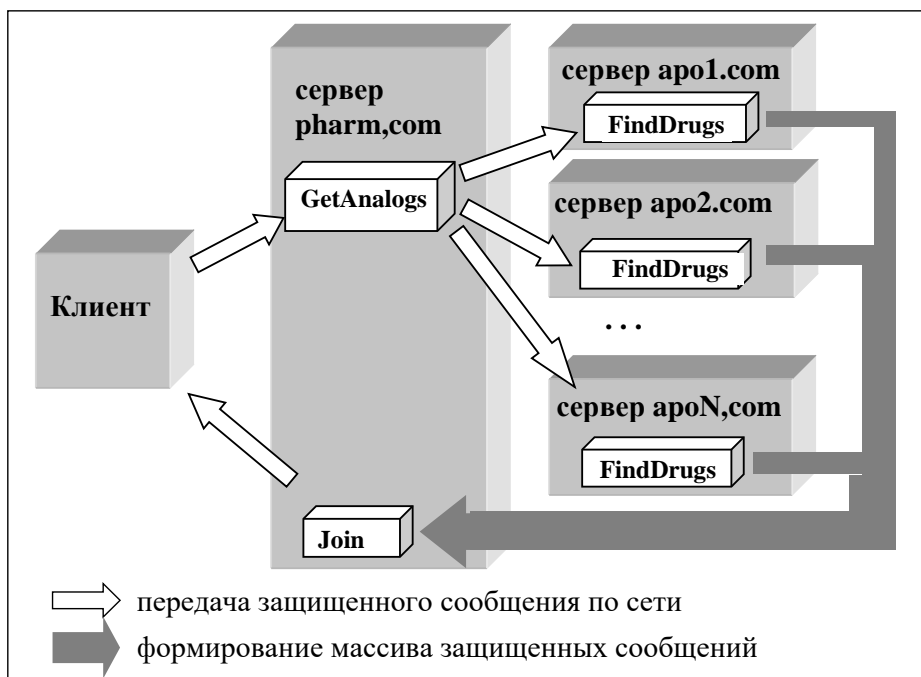 сервер
pharm,com
GetAnalogs
Клиент
Join
сервер apo1.com
FindDrugs
сервер apo2.com
FindDrugs
...
сервер apoN,com
FindDrugs
передача защищенного сообщения по сети
формирование массива защищенных сообщений